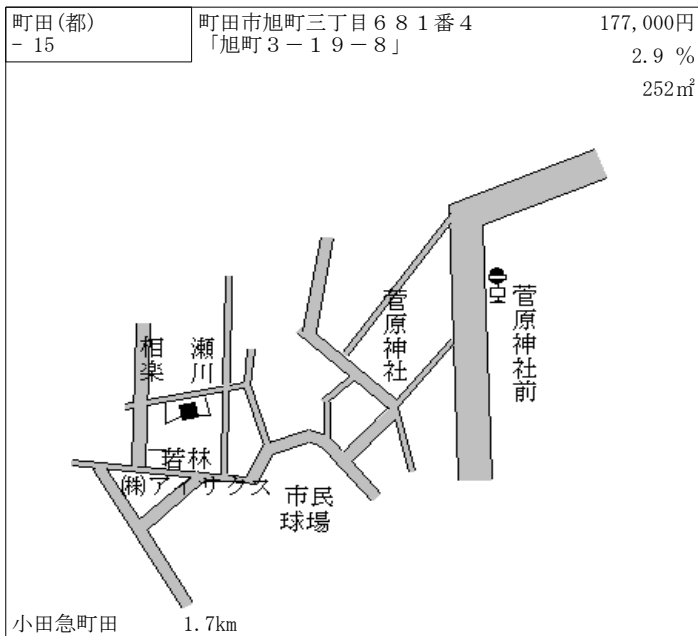 町田(都)
- 15
町田市旭町三丁目６８１番４
「旭町３－１９－８」
177,000円
2.9 %
252㎡
菅原神社
菅原神社前
相楽
瀬川
若林
㈱アイサクス
市民
球場
小田急町田 1.7km